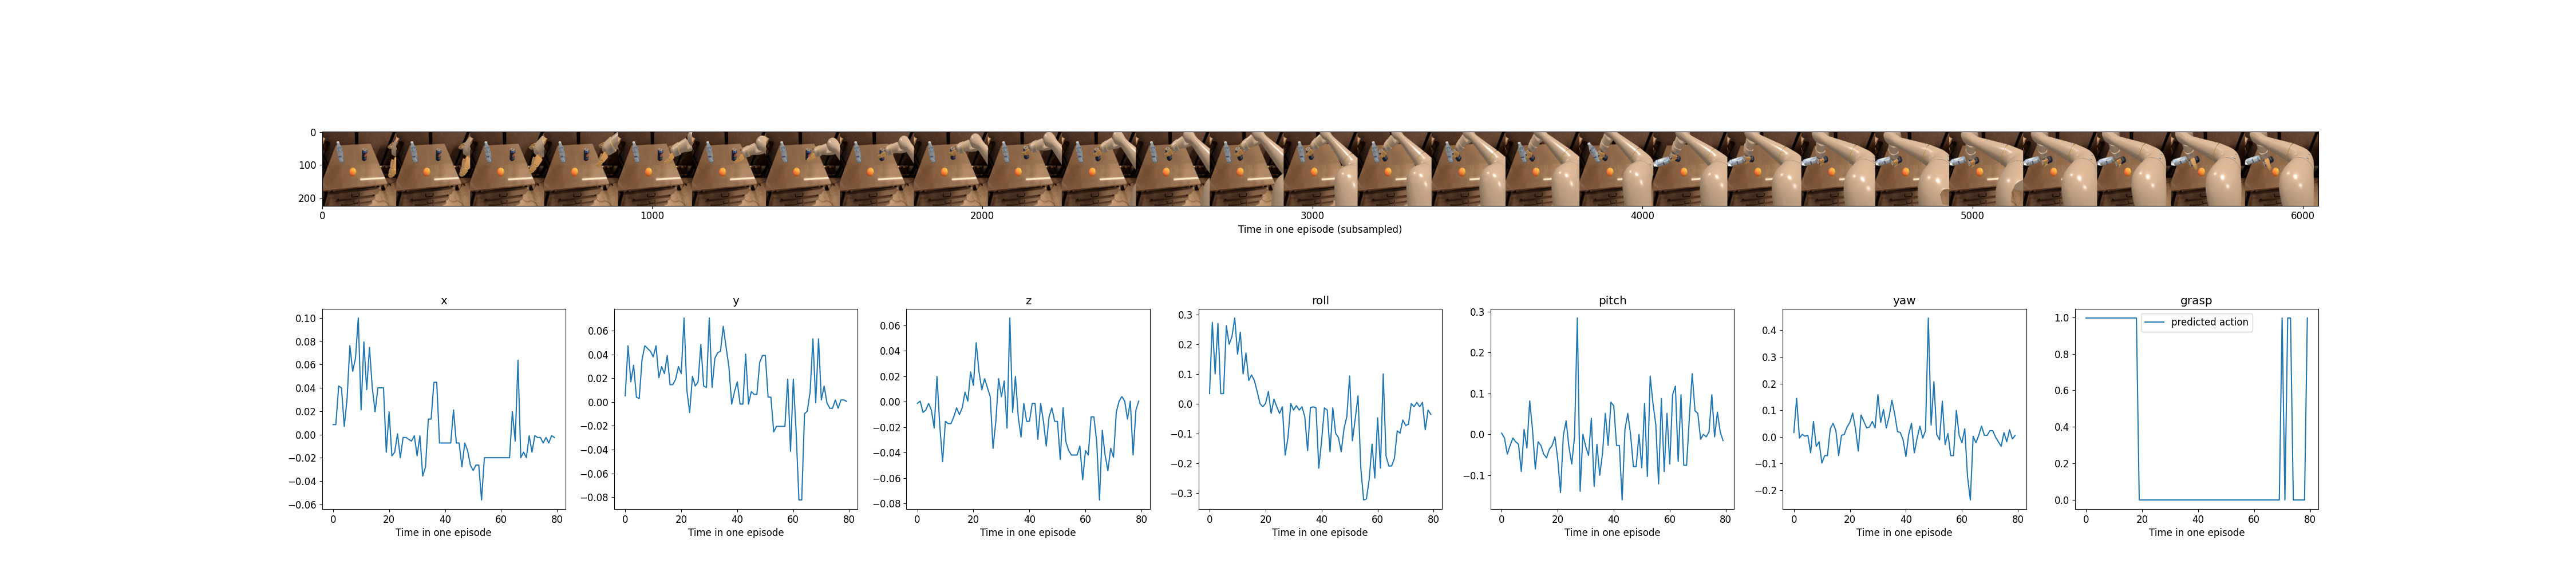 0
100
200
0 1000 2000 3000 4000 5000 6000
Time in one episode (subsampled)
x
0.10
0.08
0.06
0.04
0.02
0.00
−0.02
−0.04
−0.06
0 20 40 60 80
Time in one episode
y
0.06
0.04
0.02
0.00
−0.02
−0.04
−0.06
−0.08
0 20 40 60 80
Time in one episode
z
0.06
0.04
0.02
0.00
−0.02
−0.04
−0.06
−0.08
0 20 40 60 80
Time in one episode
roll
0.3
0.2
0.1
0.0
−0.1
−0.2
−0.3
0 20 40 60 80
Time in one episode
pitch
0.3
0.2
0.1
0.0
−0.1
0 20 40 60 80
Time in one episode
yaw
0.4
0.3
0.2
0.1
0.0
−0.1
−0.2
0 20 40 60 80
Time in one episode
grasp
predicted action
1.0
0.8
0.6
0.4
0.2
0.0
0 20 40 60 80
Time in one episode